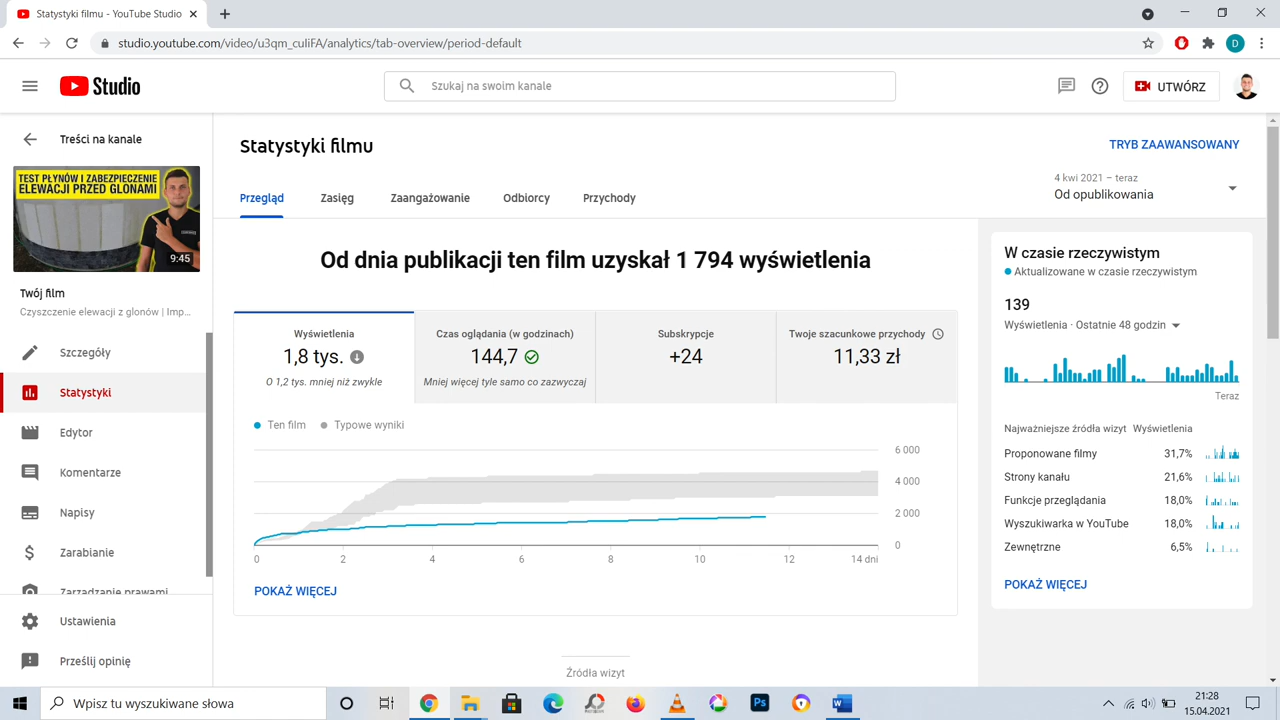 Statystyki filmu - YouTube Studio
studio.youtube.com/video/u3qm_cuIiFA/analytics/tab-overview/period-default
D
Studio
Szukaj na swoim kanale
UTWÓRZ
Treści na kanale
TEST PŁYNÓW I ZABEZPIECZENIE
ELEWACJI PRZED GLONAMI
9:45
Twój film
Czyszczenie elewacji z glonów | Imp...
Szczegóły
Statystyki
Edytor
Komentarze
Napisy
Zarabianie
Zarządzanie prawami
Ustawienia
Prześlij opinię
Statystyki filmu
TRYB ZAAWANSOWANY
Przegląd
Zasięg
Zaangażowanie
Odbiorcy
Przychody
4 kwi 2021 – teraz
Od opublikowania
Od dnia publikacji ten film uzyskał 1 794 wyświetlenia
Wyświetlenia
1,8 tys.
O 1,2 tys. mniej niż zwykle
Czas oglądania (w godzinach)
144,7
Mniej więcej tyle samo co zazwyczaj
Subskrypcje
+24
Twoje szacunkowe przychody
11,33 zł
Ten film
Typowe wyniki
6 000
4 000
2 000
0
0 2 4 6 8 10 12 14 dni
POKAŻ WIĘCEJ
Źródła wizyt
W czasie rzeczywistym
Aktualizowane w czasie rzeczywistym
139
Wyświetlenia · Ostatnie 48 godzin
Teraz
Najważniejsze źródła wizyt Wyświetlenia
Proponowane filmy 31,7%
Strony kanału 21,6%
Funkcje przeglądania 18,0%
Wyszukiwarka w YouTube 18,0%
Zewnętrzne 6,5%
POKAŻ WIĘCEJ
Wpisz tu wyszukiwane słowa
Ps
W
21:28
15.04.2021